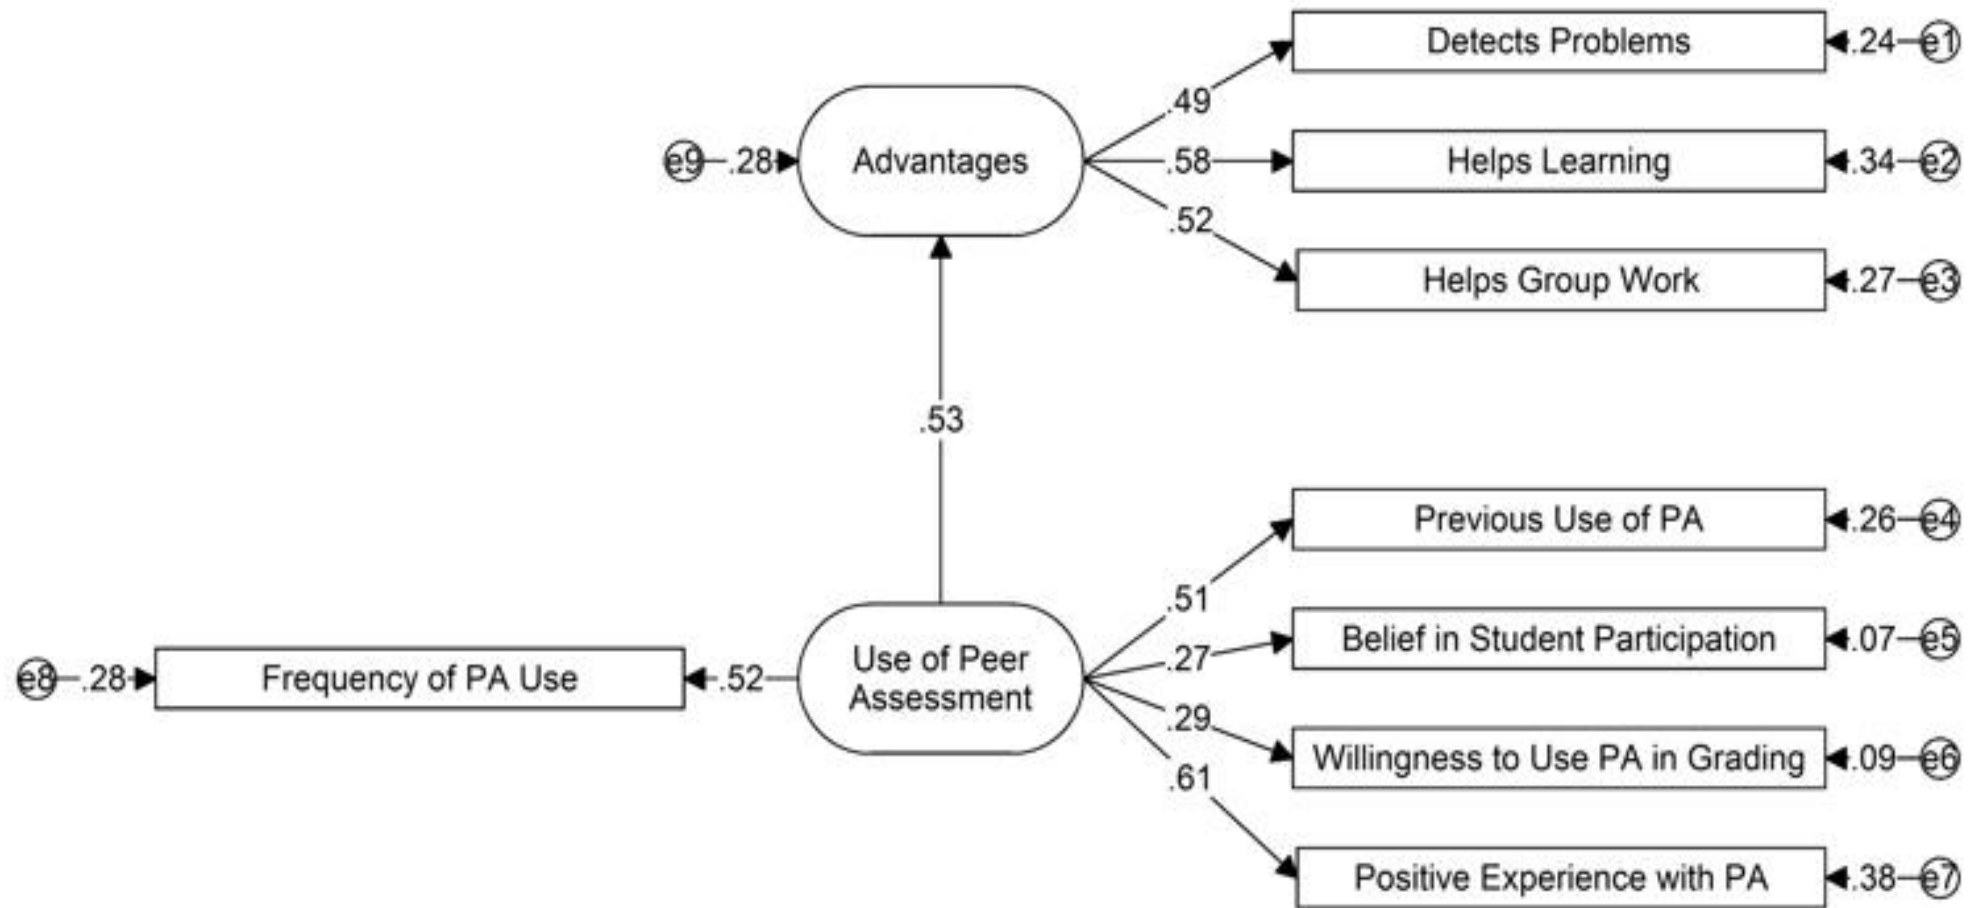 Detects Problems
.24
e1
.49
e9
.28
Advantages
.58
Helps Learning
.34
e2
.52
Helps Group Work
.27
e3
.53
Previous Use of PA
.26
e4
.51
Belief in Student Participation
.07
e5
.27
e8
.28
Frequency of PA Use
.52
Use of Peer
Assessment
.29
Willingness to Use PA in Grading
.09
e6
.61
Positive Experience with PA
.38
e7